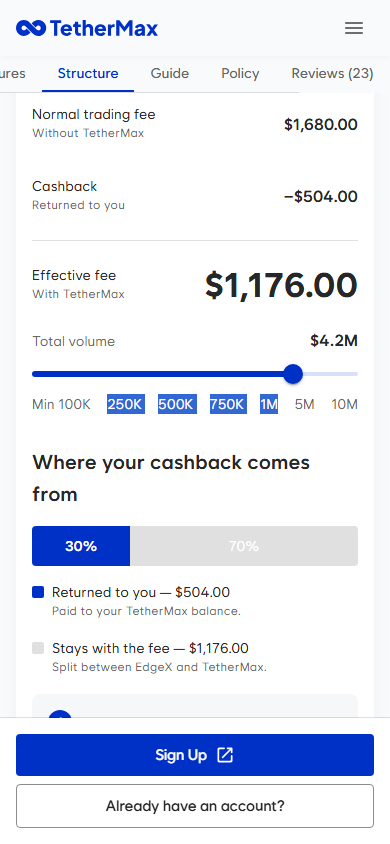 TetherMax
ures Structure Guide Policy Reviews (23)
Normal trading fee
Without TetherMax
$1,680.00
Cashback
Returned to you
−$504.00
Effective fee
With TetherMax
$1,176.00
Total volume
$4.2M
Min 100K 250K 500K 750K 1M 5M 10M
Where your cashback comes
from
30% 70%
Returned to you — $504.00
Paid to your TetherMax balance.
Stays with the fee — $1,176.00
Split between EdgeX and TetherMax.
Sign Up
Already have an account?